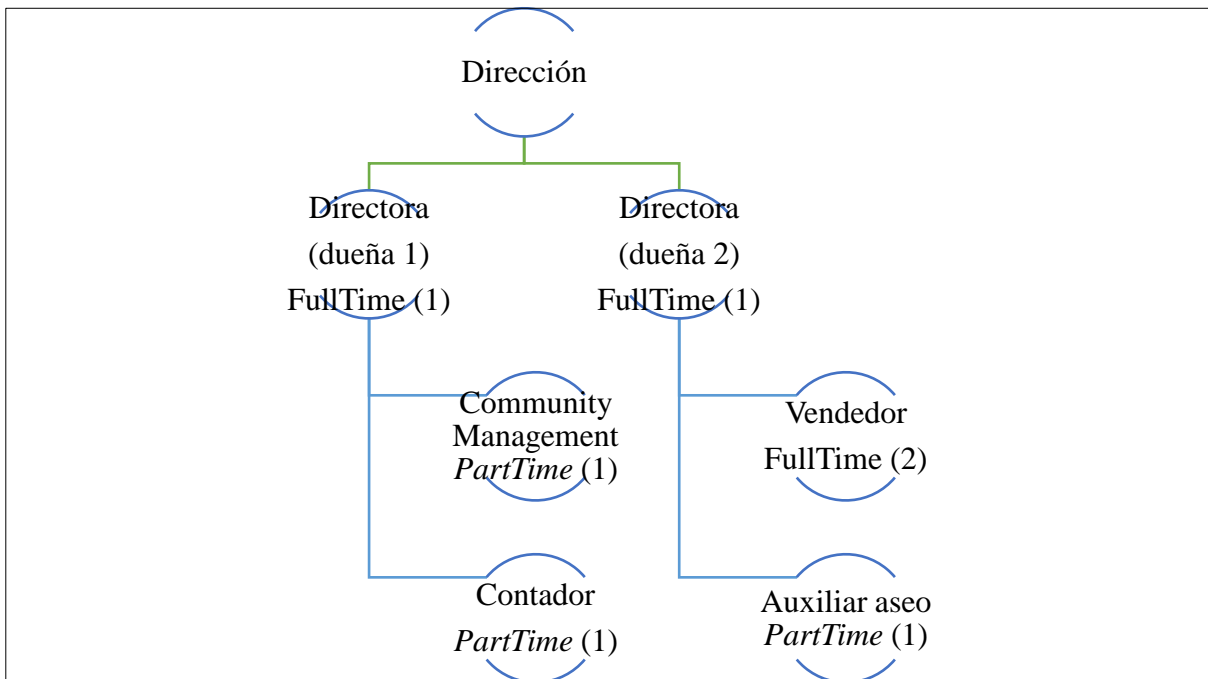 Dirección
Directora
(dueña 1)
FullTime (1)
Directora
(dueña 2)
FullTime (1)
Community
Management
PartTime (1)
Vendedor
FullTime (2)
Contador
PartTime (1)
Auxiliar aseo
PartTime (1)